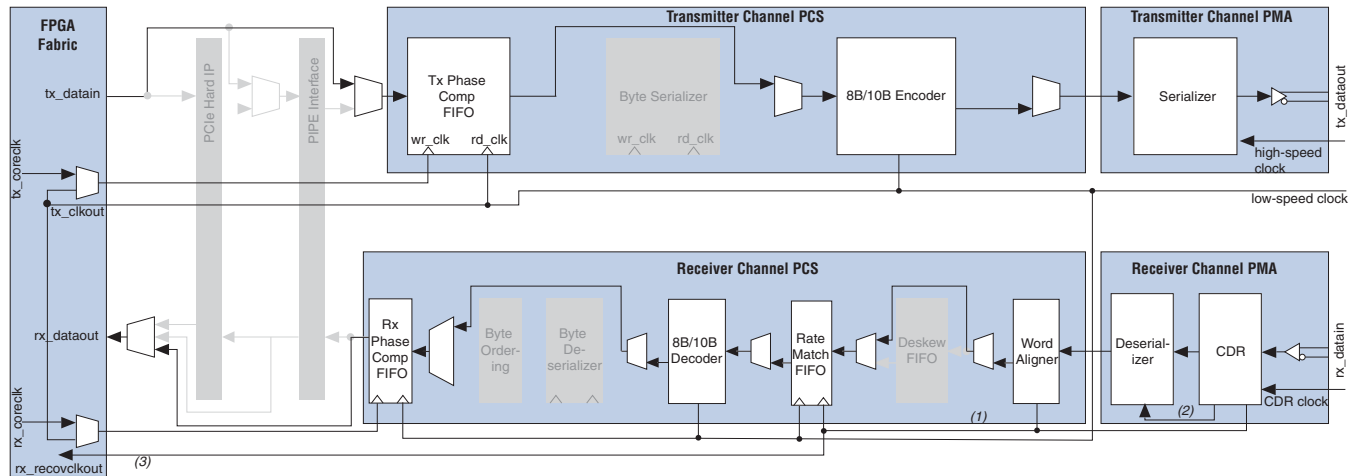 FPGA
Fabric
Transmitter Channel PCS
Transmitter Channel PMA
tx_datain
PCIe Hard IP
PIPE Interface
Tx Phase
Comp
FIFO
wr_clk
rd_clk
Byte Serializer
wr_clk
rd_clk
8B/10B Encoder
Serializer
tx_dataout
high-speed
clock
tx_coreclk
tx_clkout
low-speed clock
Receiver Channel PCS
Receiver Channel PMA
rx_dataout
Rx
Phase
Comp
FIFO
Byte
Order-
ing
Byte
De-
serializer
8B/10B
Decoder
Rate
Match
FIFO
Deskew
FIFO
Word
Aligner
Deserial-
izer
CDR
rx_datain
CDR clock
(1)
(2)
rx_coreclk
rx_recovclkout
(3)